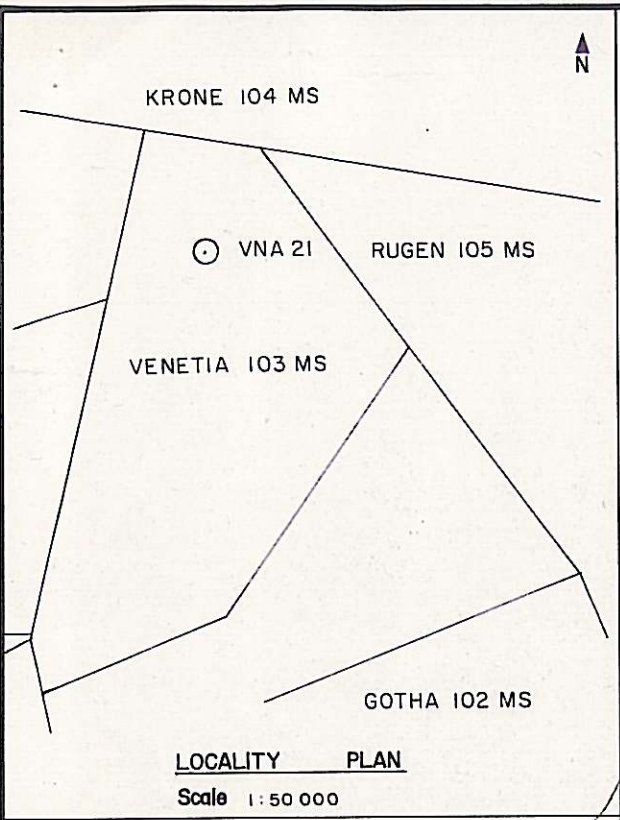 N
KRONE 104 MS
VNA 21
RUGEN 105 MS
VENETIA 103 MS
GOTHA 102 MS
LOCALITY PLAN
Scale 1:50 000